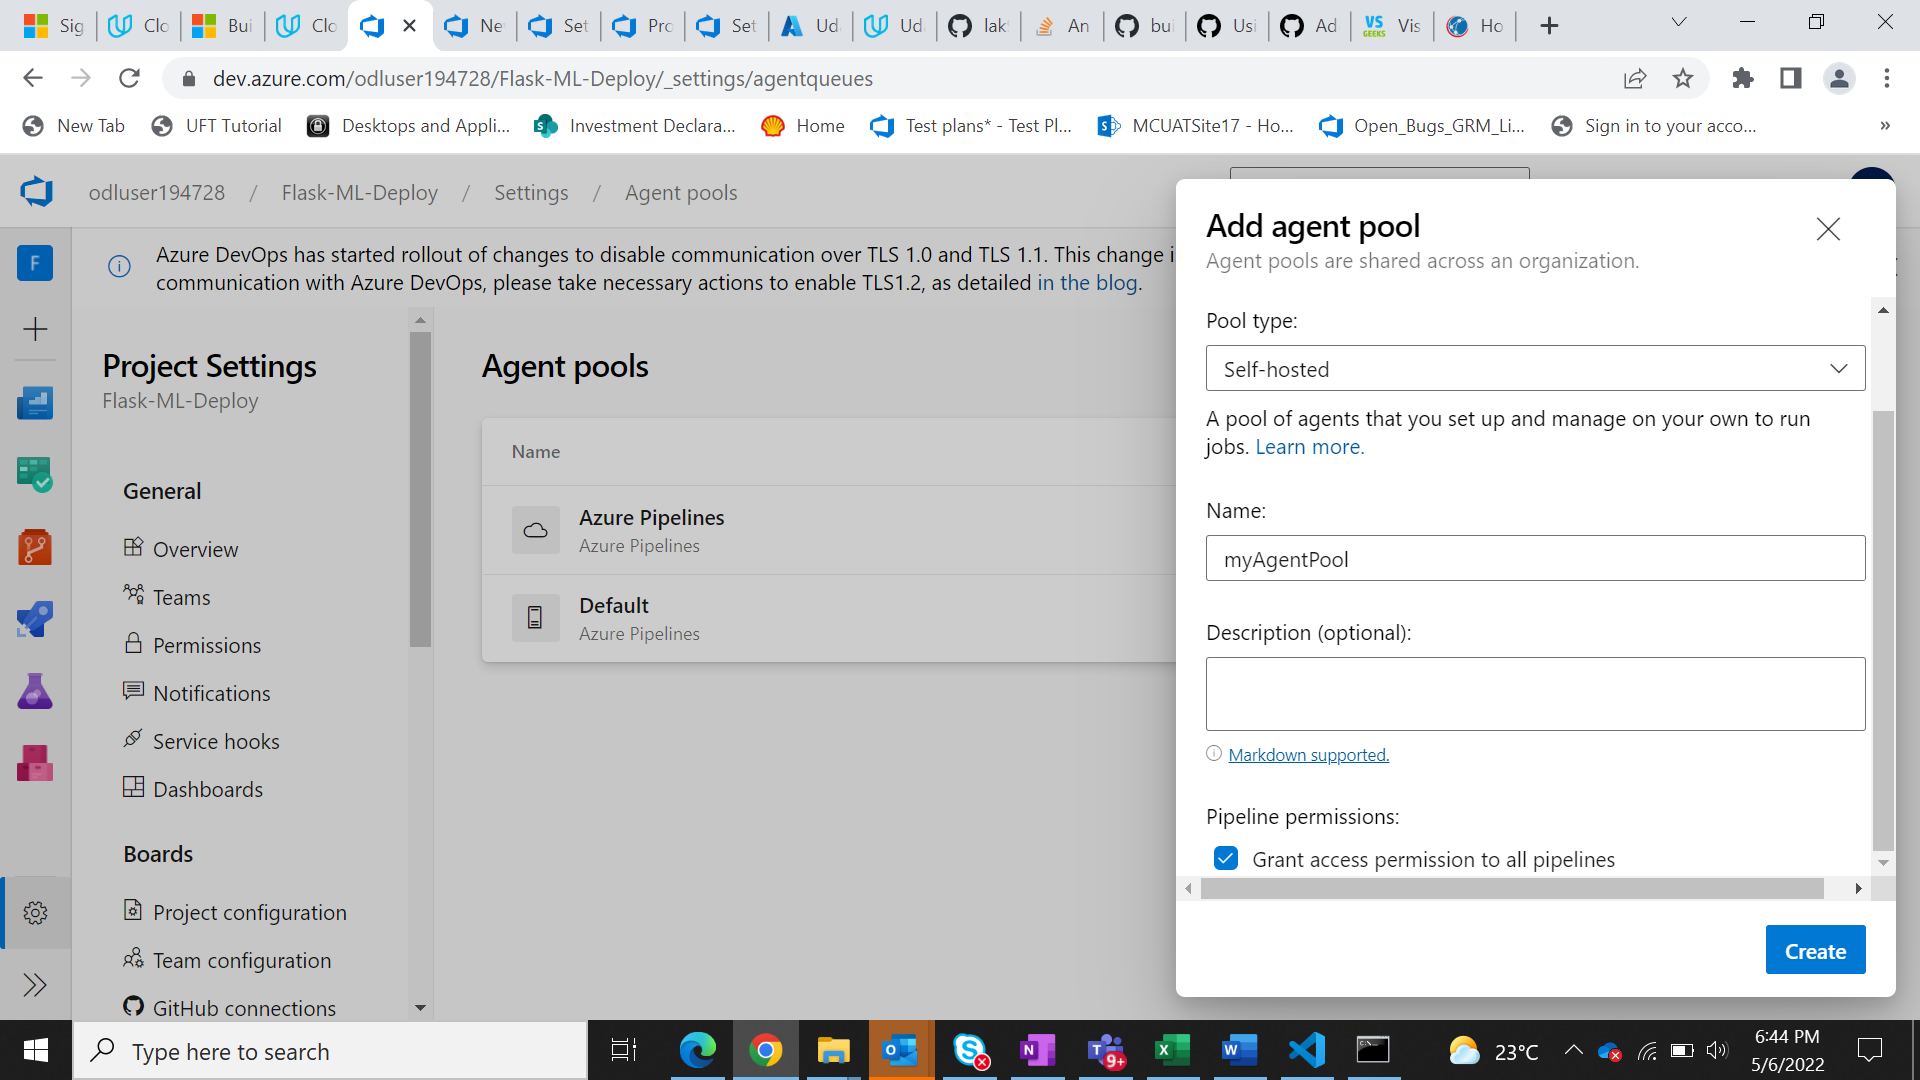 Sig
Clo
Bui
Clo
Ne
Set
Pro
Set
Ud
Ud
lak
An
bui
Usi
Ad
VS GEEKS
Vis
Ho
dev.azure.com/odluser194728/Flask-ML-Deploy/_settings/agentqueues
New Tab
UFT Tutorial
Desktops and Appli...
Investment Declara...
Home
Test plans* - Test Pl...
MCUATSite17 - Ho...
Open_Bugs_GRM_Li...
Sign in to your acco...
»
odluser194728 / Flask-ML-Deploy / Settings / Agent pools
F
Azure DevOps has started rollout of changes to disable communication over TLS 1.0 and TLS 1.1. This change i
communication with Azure DevOps, please take necessary actions to enable TLS1.2, as detailed in the blog.
Project Settings
Flask-ML-Deploy
General
Overview
Teams
Permissions
Notifications
Service hooks
Dashboards
Boards
Project configuration
Team configuration
GitHub connections
Agent pools
Name
Azure Pipelines
Azure Pipelines
Default
Azure Pipelines
Add agent pool
Agent pools are shared across an organization.
Pool type:
Self-hosted
A pool of agents that you set up and manage on your own to run
jobs. Learn more.
Name:
myAgentPool
Description (optional):
Markdown supported.
Pipeline permissions:
Grant access permission to all pipelines
Create
Type here to search
9+
23°C
6:44 PM
5/6/2022